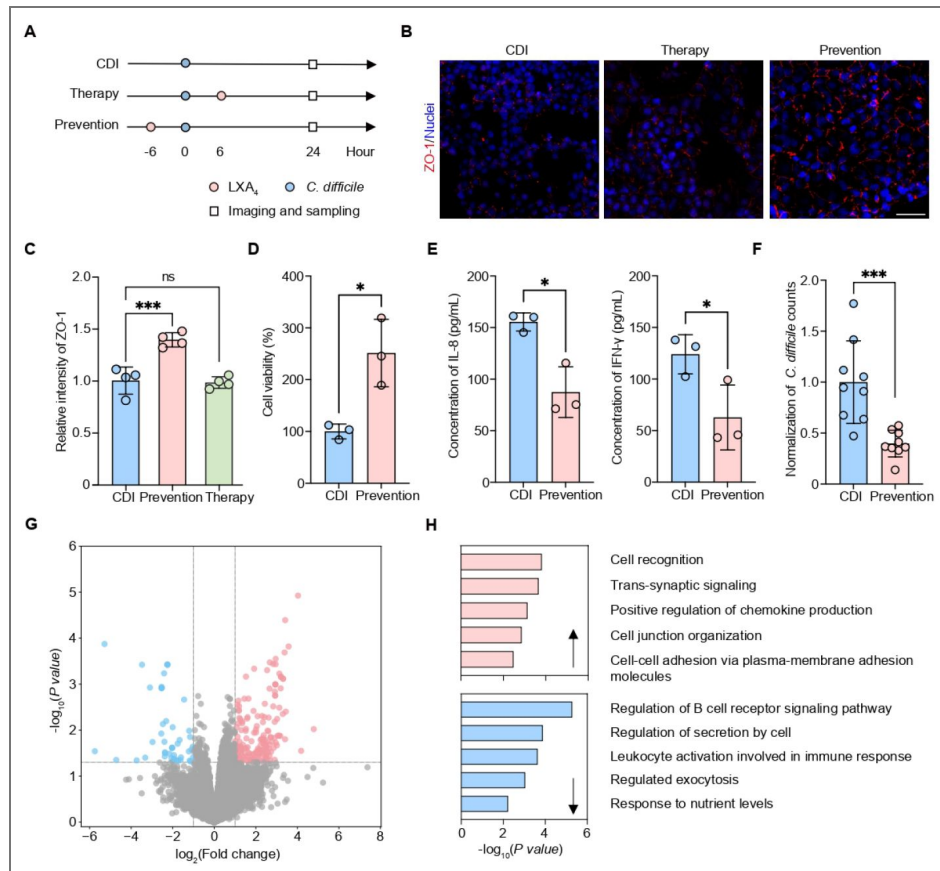 A
CDI
Therapy
Prevention
-6 0 6 24 Hour
LXA₄ C. difficile
Imaging and sampling
B
CDI Therapy Prevention
ZO-1/Nuclei
C
Relative intensity of ZO-1
2.0
1.5
1.0
0.5
0.0
ns
***
CDI Prevention Therapy
D
Cell viability (%)
400
300
200
100
0
*
CDI Prevention
E
Concentration of IL-8 (pg/mL)
200
150
100
50
0
*
CDI Prevention
Concentration of IFN-γ (pg/mL)
200
150
100
50
0
*
CDI Prevention
F
Normalization of C. difficile counts
2.0
1.5
1.0
0.5
0.0
***
CDI
Prevention
G
-log₁₀(P value)
6
5
4
3
2
1
0
−6 −4 −2 0 2 4 6 8
log₂(Fold change)
H
Cell recognition
Trans-synaptic signaling
Positive regulation of chemokine production
Cell junction organization
Cell-cell adhesion via plasma-membrane adhesion
molecules
0 2 4 6
Regulation of B cell receptor signaling pathway
Regulation of secretion by cell
Leukocyte activation involved in immune response
Regulated exocytosis
Response to nutrient levels
0 2 4 6
-log₁₀(P value)